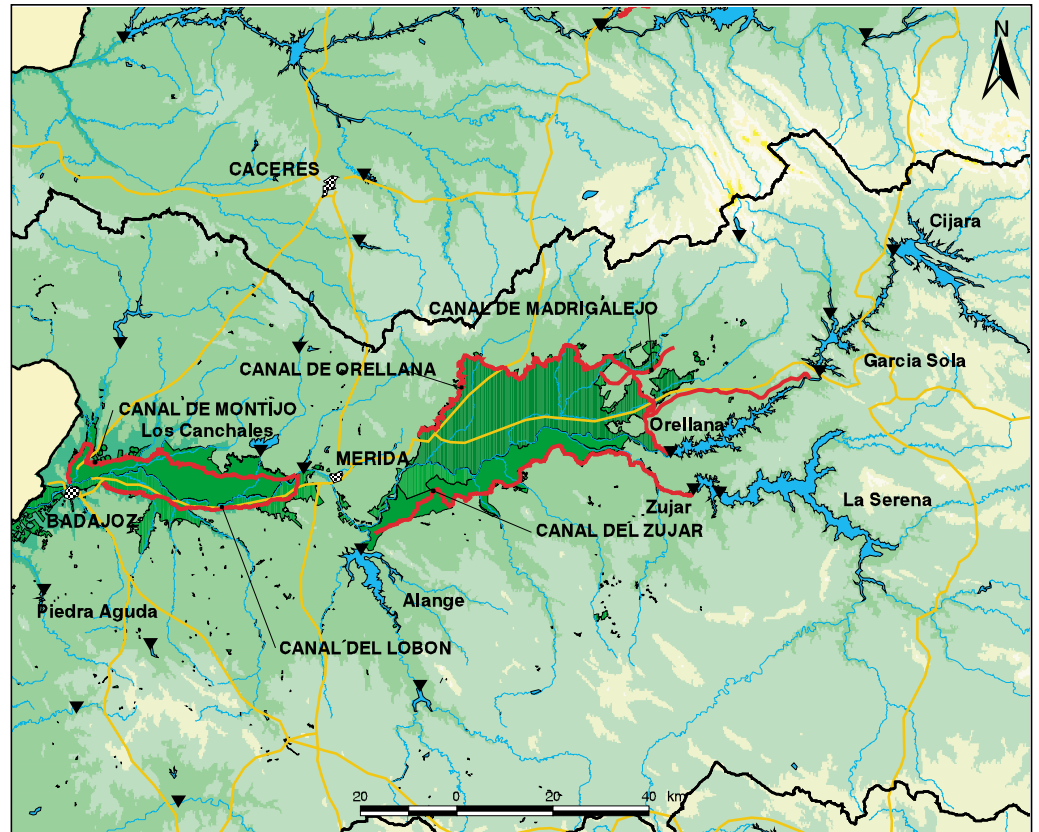 N
CACERES
Cijara
CANAL DE MADRIGALEJO
Garcia Sola
CANAL DE ORELLANA
CANAL DE MONTIJO
Los Canchales
Orellana
MERIDA
La Serena
Zujar
BADAJOZ
CANAL DEL ZUJAR
Alange
Piedra Aguda
CANAL DEL LOBON
20 0 20 40 km